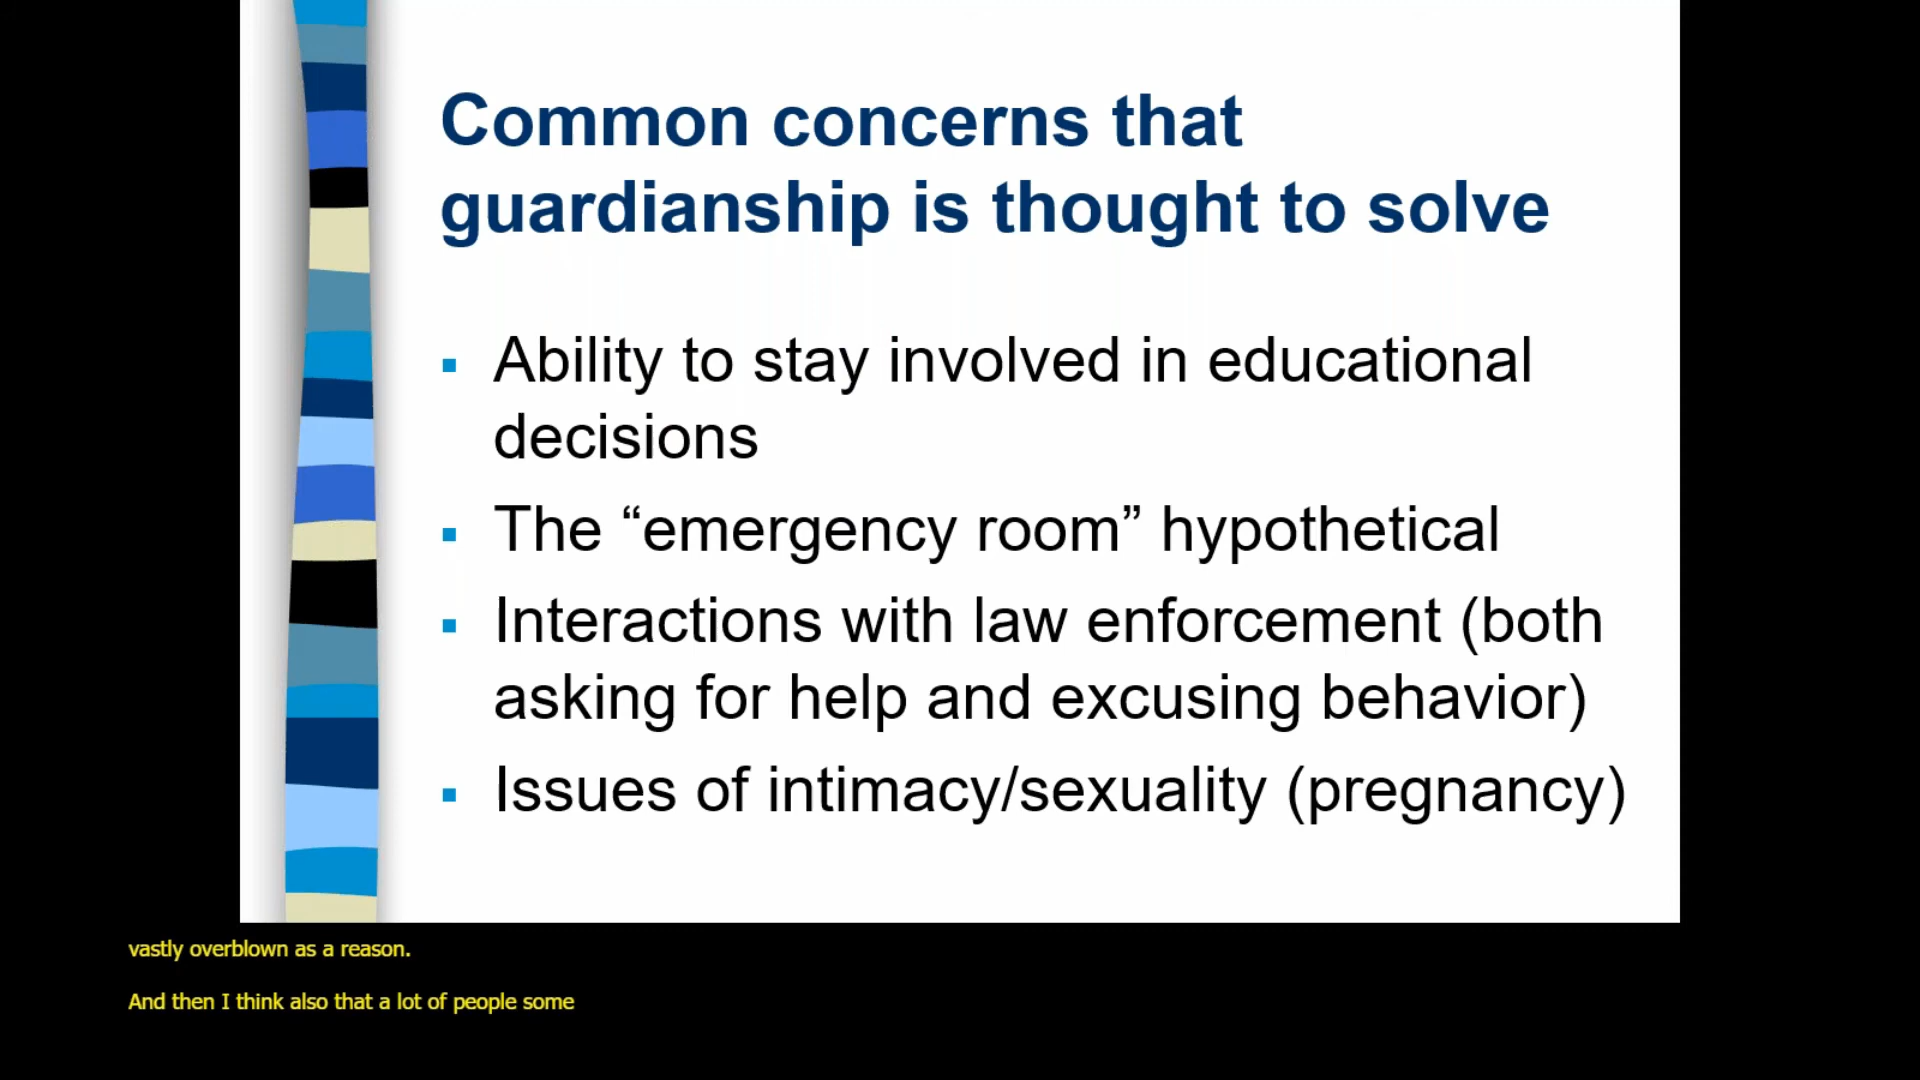 Common concerns that
guardianship is thought to solve
▪ Ability to stay involved in educational
decisions
▪ The “emergency room” hypothetical
▪ Interactions with law enforcement (both
asking for help and excusing behavior)
▪ Issues of intimacy/sexuality (pregnancy)
vastly overblown as a reason.
And then I think also that a lot of people some